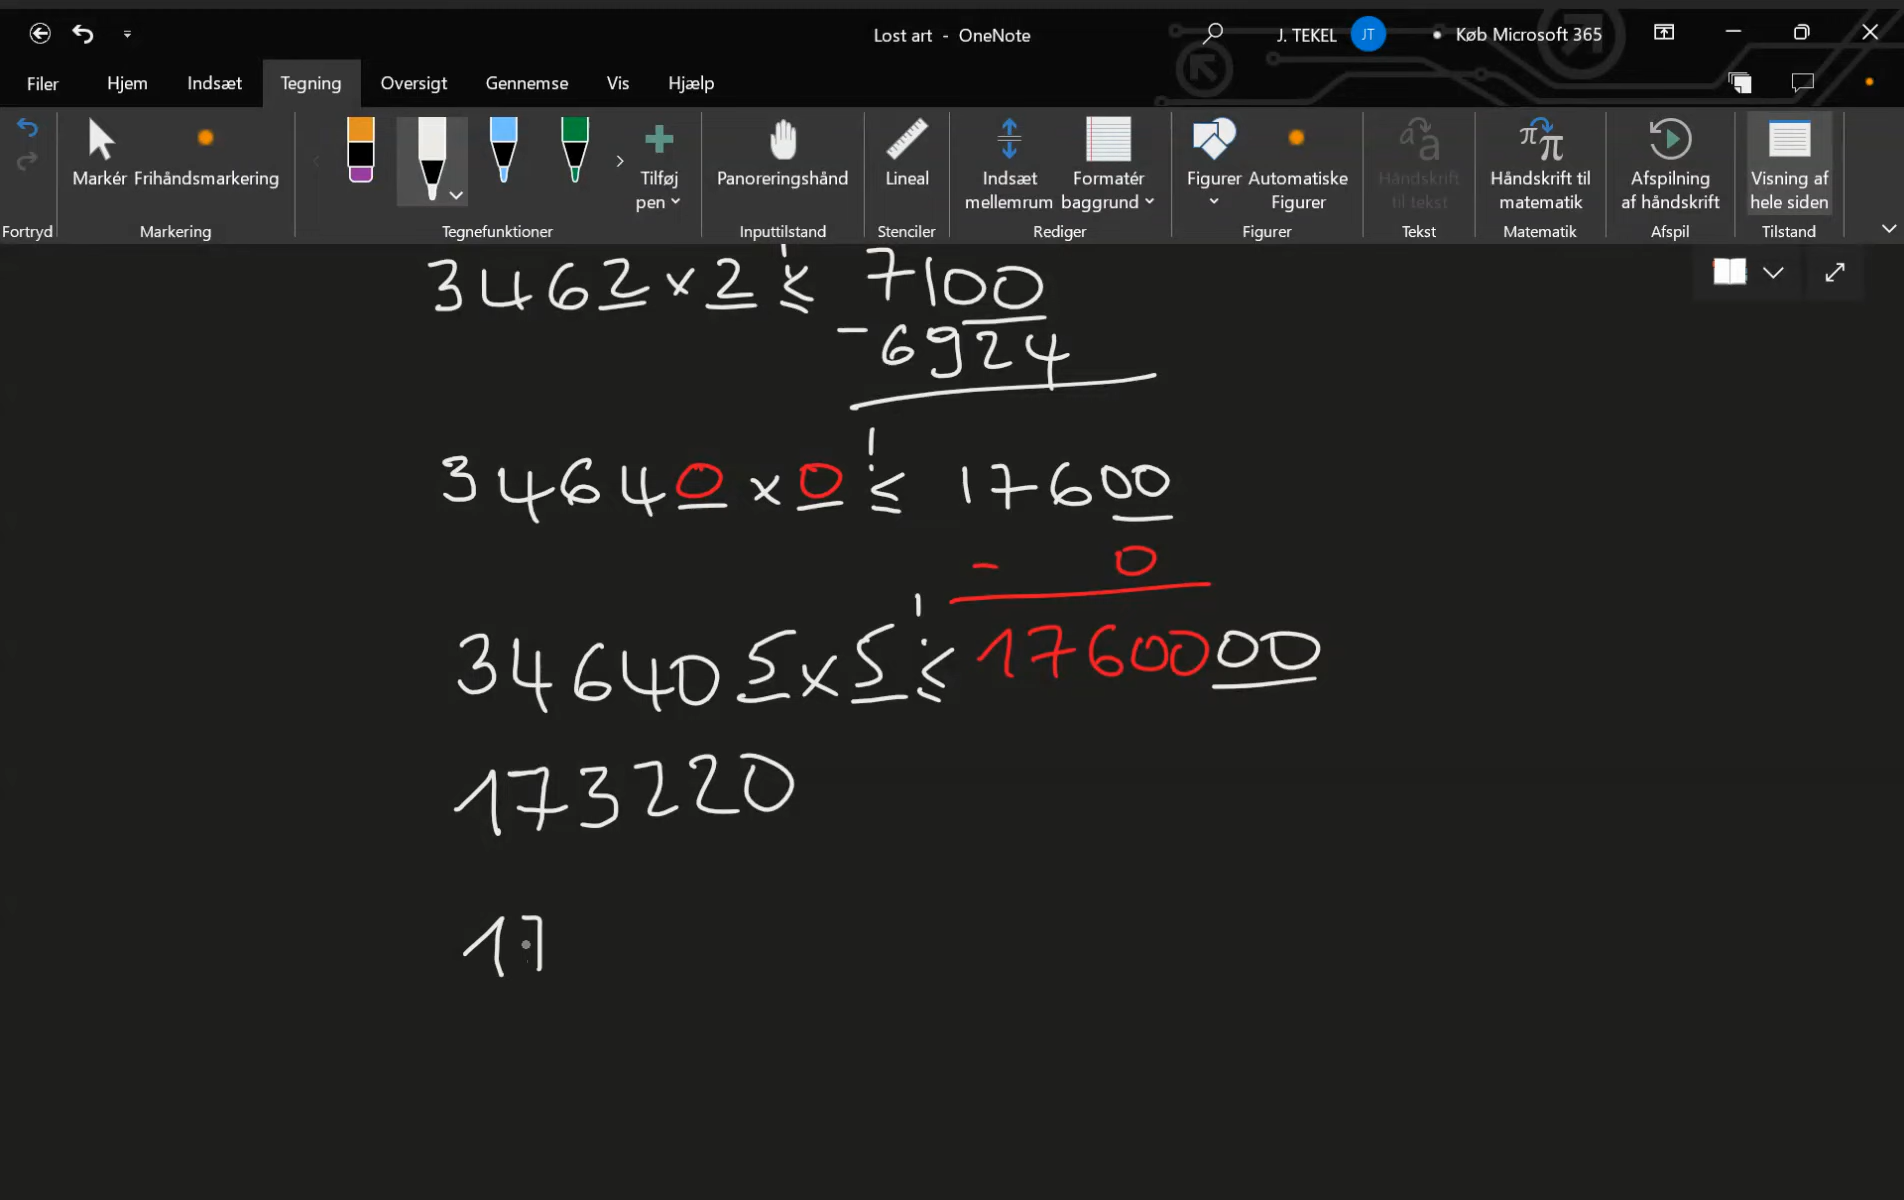 Lost art - OneNote
J. TEKEL JT Køb Microsoft 365
Filer Hjem Indsæt Tegning Oversigt Gennemse Vis Hjælp
Markér Frihåndsmarkering Tilføj pen Panoreringshånd Lineal Indsæt mellemrum Formatér baggrund Figurer Automatiske Figurer Håndskrift til tekst Håndskrift til matematik Afspilning af håndskrift Visning af hele siden
Fortryd Markering Tegnefunktioner Inputtilstand Stenciler Rediger Figurer Tekst Matematik Afspil Tilstand
3462 × 2 ≤ 7100
-6924
34640 × 0 ≤ 17600
- 0
346405 × 5 ≤ 1760000
173220
17